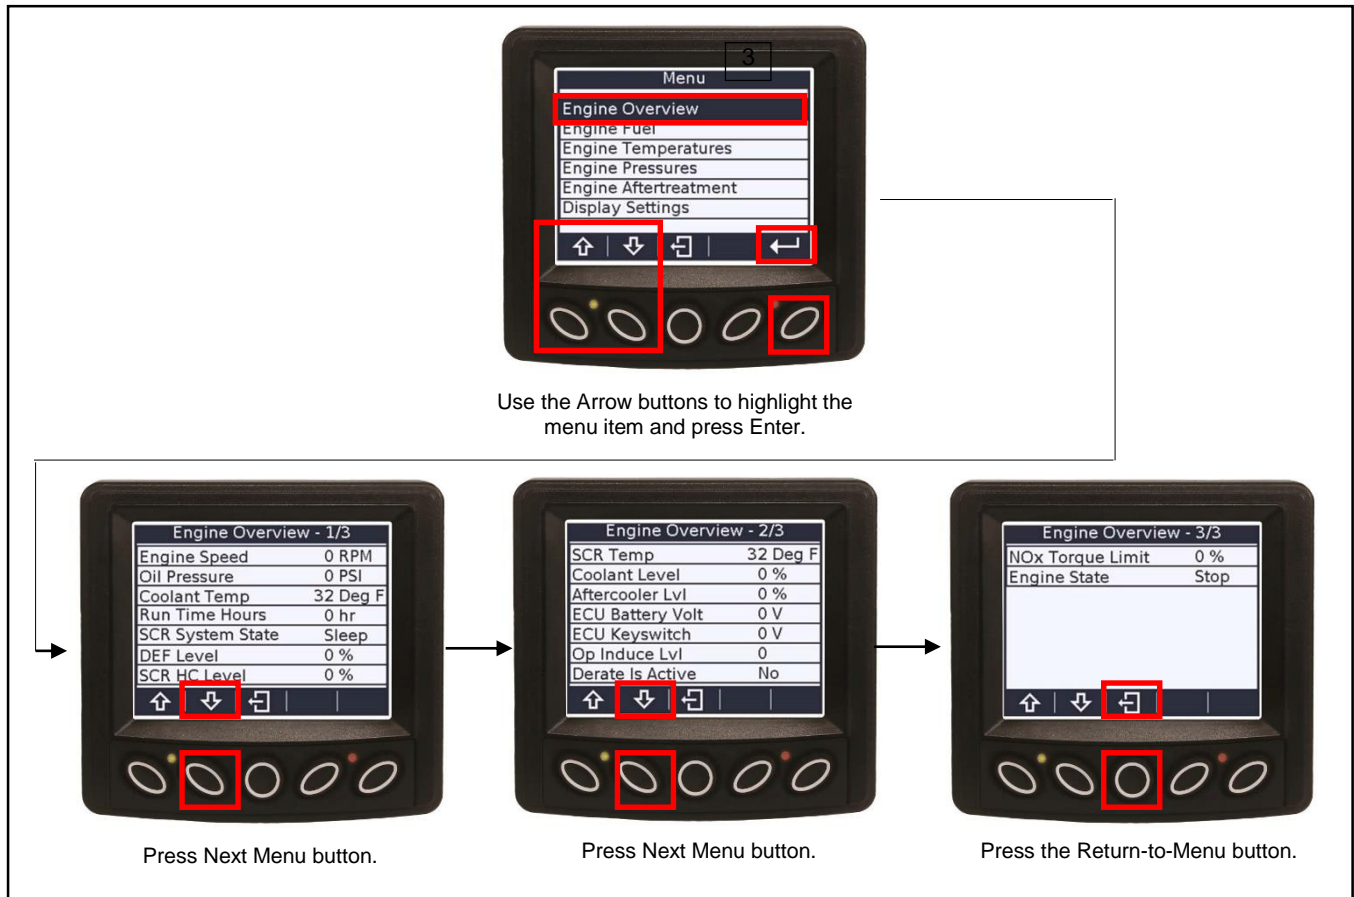 3
Menu
Engine Overview
Engine Fuel
Engine Temperatures
Engine Pressures
Engine Aftertreatment
Display Settings
Use the Arrow buttons to highlight the
menu item and press Enter.
Engine Overview - 1/3
Engine Speed 0 RPM
Oil Pressure 0 PSI
Coolant Temp 32 Deg F
Run Time Hours 0 hr
SCR System State Sleep
DEF Level 0 %
SCR HC Level 0 %
Press Next Menu button.
Engine Overview - 2/3
SCR Temp 32 Deg F
Coolant Level 0 %
Aftercooler Lvl 0 %
ECU Battery Volt 0 V
ECU Keyswitch 0 V
Op Induce Lvl 0
Derate Is Active No
Press Next Menu button.
Engine Overview - 3/3
NOx Torque Limit 0 %
Engine State Stop
Press the Return-to-Menu button.